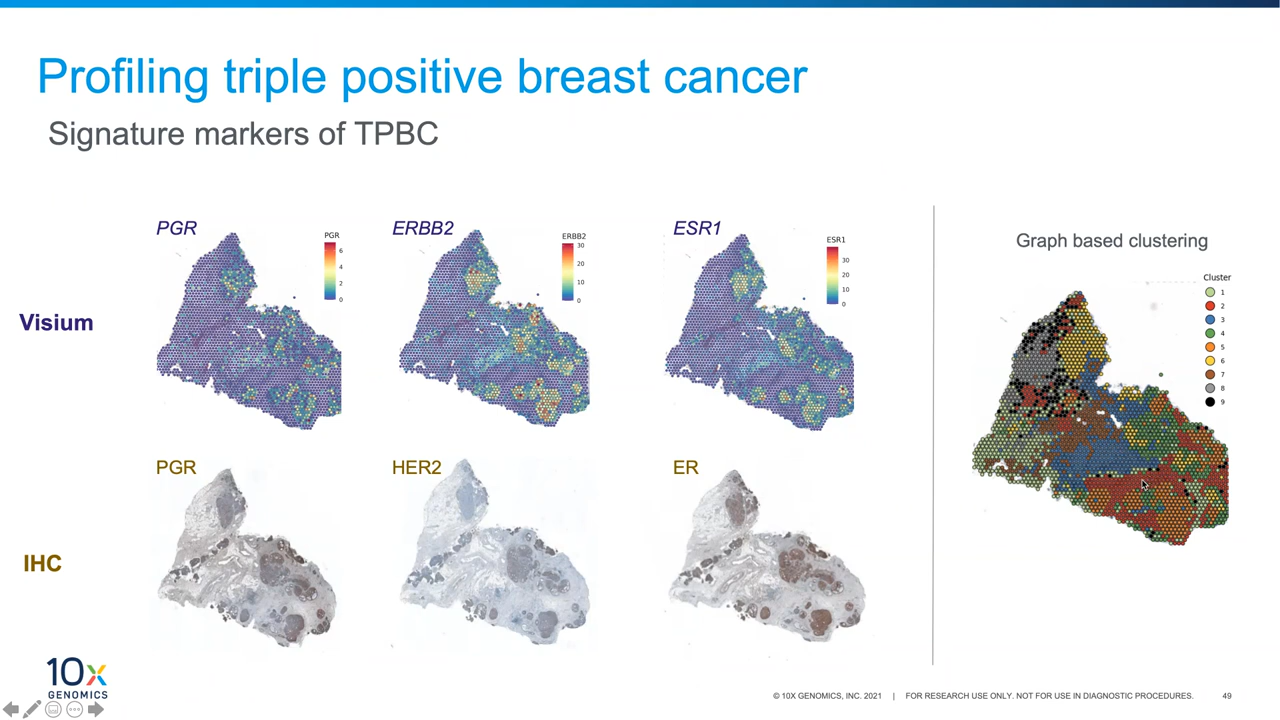 Profiling triple positive breast cancer
Signature markers of TPBC
PGR
ERBB2
ESR1
PGR
6
4
2
0
ERBB2
30
20
10
0
ESR1
30
20
10
0
Visium
PGR
HER2
ER
IHC
Graph based clustering
Cluster
1
2
3
4
5
6
7
8
9
10x
GENOMICS
© 10X GENOMICS, INC. 2021 | FOR RESEARCH USE ONLY. NOT FOR USE IN DIAGNOSTIC PROCEDURES. 49